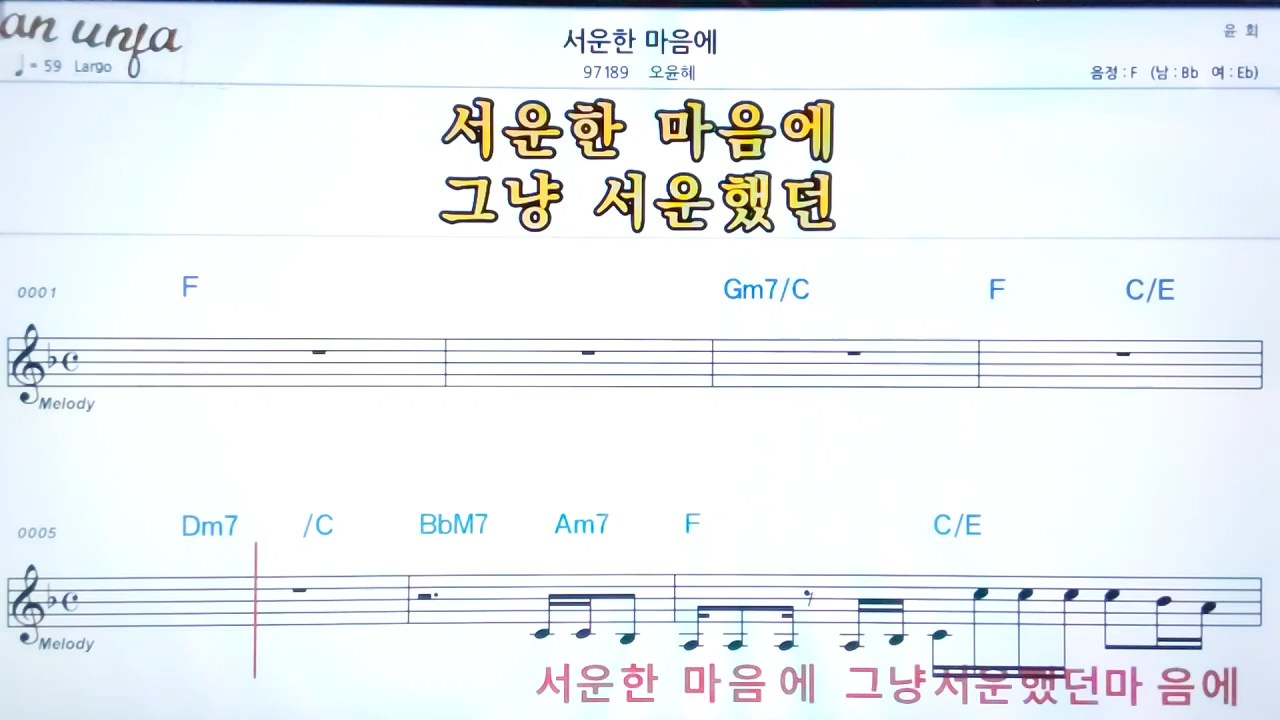 an unja
서운한 마음에
윤 회
♩= 59 Largo
97189 오윤혜
음정 : F (남 : Bb 여 : Eb)
서운한 마음에
그냥 서운했던
0001 F Gm7/C F C/E
Melody
0005 Dm7 /C BbM7 Am7 F C/E
Melody
서운한 마음에 그냥서운했던마 음에